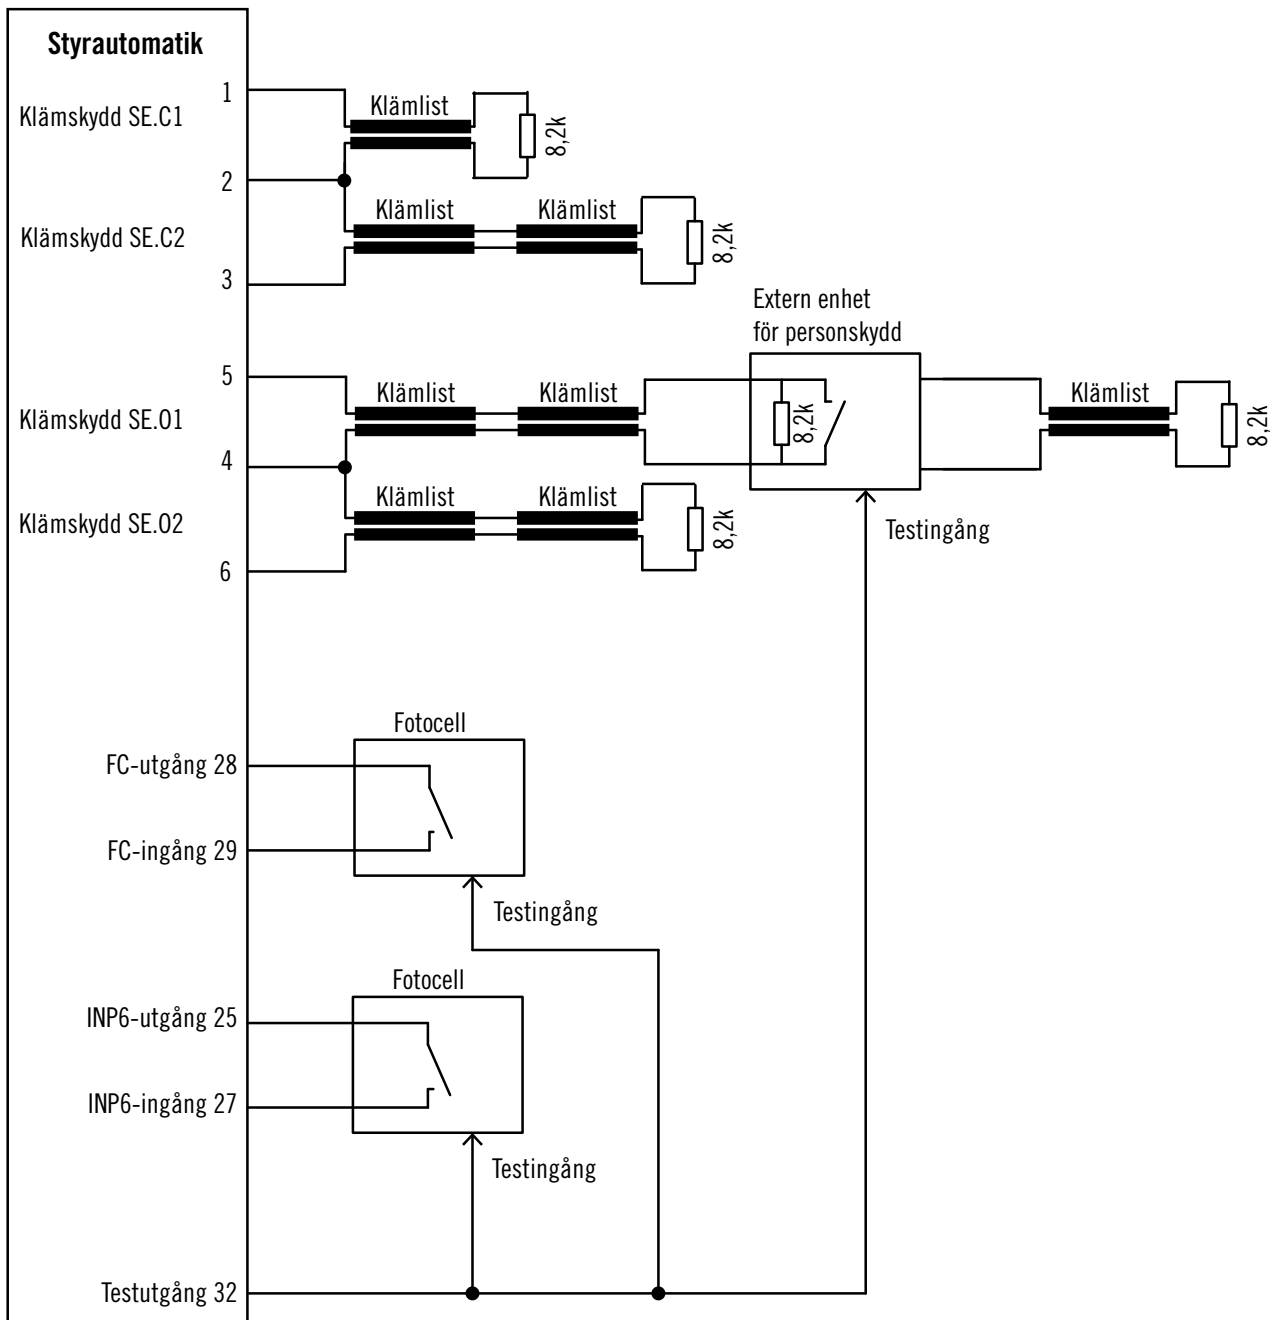 Styrautomatik
1
Klämlist
Klämskydd SE.C1
8,2k
2
Klämlist
Klämlist
Klämskydd SE.C2
8,2k
3
Extern enhet
för personskydd
5
Klämlist
Klämlist
Klämlist
Klämskydd SE.O1
8,2k
8,2k
4
Klämlist
Klämlist
Klämskydd SE.O2
8,2k
Testingång
6
Fotocell
FC-utgång 28
FC-ingång 29
Testingång
Fotocell
INP6-utgång 25
INP6-ingång 27
Testingång
Testutgång 32